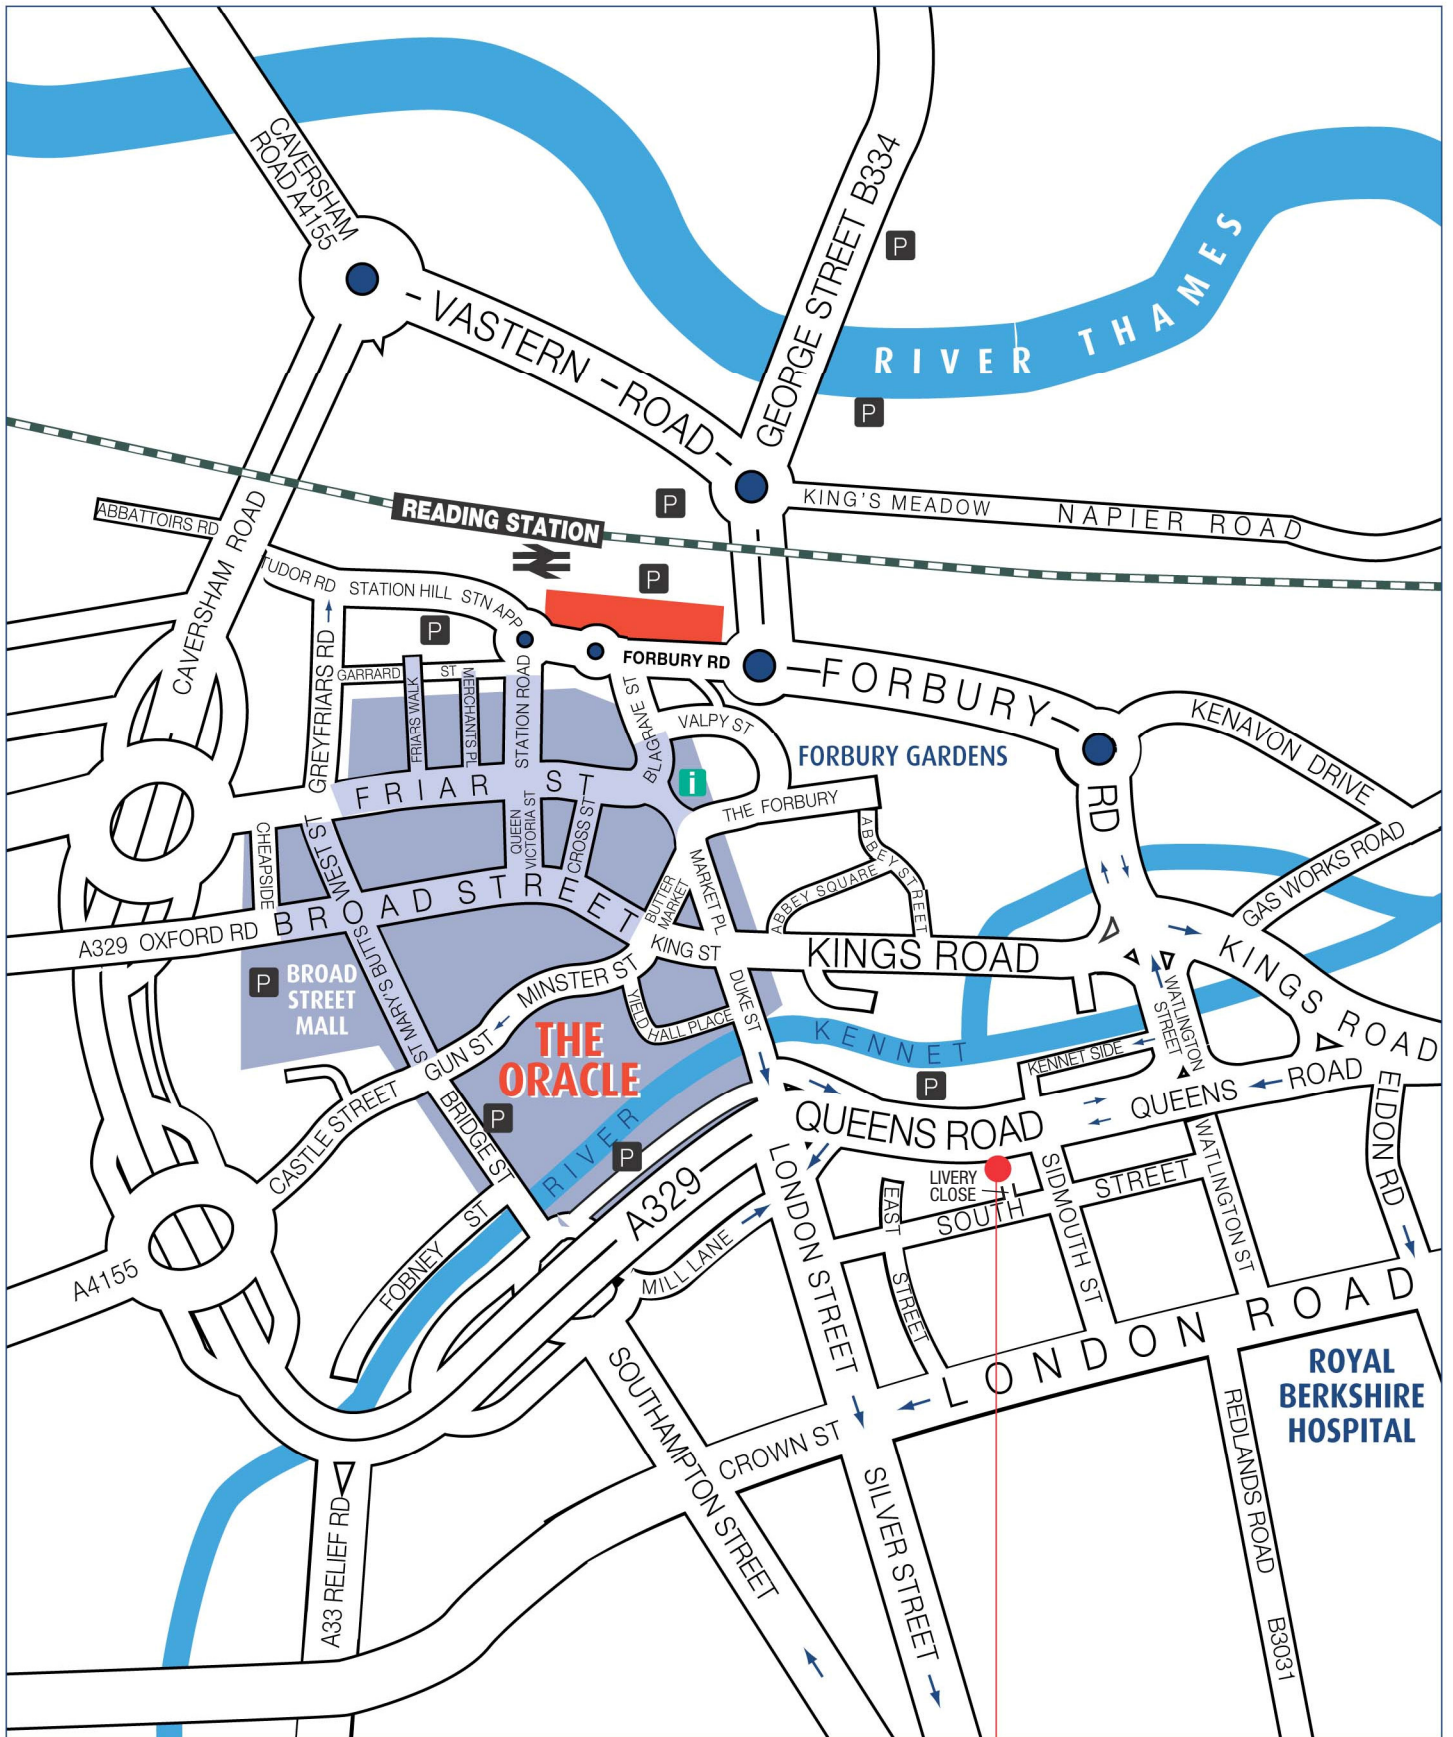 CAVERSHAM
ROAD A4155
GEORGE STREET B334
P
VASTERN ROAD
RIVER THAMES
P
P
READING STATION
KING'S MEADOW
NAPIER ROAD
ABBATTOIRS RD
CAVERSHAM ROAD
TUDOR RD
STATION HILL
STN APP
P
P
FORBURY RD
FORBURY
RD
GREYFRIARS RD
GARRARD ST
FRIARS WALK
MERCHANTS PL
STATION ROAD
BLAGRAVE ST
VALPY ST
FORBURY GARDENS
KENAVON DRIVE
i
FRIAR ST
THE FORBURY
CHEAPSIDE
WEST ST
QUEEN
VICTORIA ST
CROSS ST
MARKET PL
BUTTER
MARKET
ABBEY SQUARE
ABBEY STREET
GAS WORKS ROAD
A329 OXFORD RD
BROAD STREET
KING ST
KINGS ROAD
KINGS ROAD
P
BROAD
STREET
MALL
ST MARY'S BUTTS
MINSTER ST
YIELD HALL PLACE
DUKE ST
WATLINGTON
STREET
GUN ST
THE
ORACLE
RIVER
KENNET
KENNET SIDE
P
CASTLE STREET
BRIDGE ST
P
P
QUEENS ROAD
QUEENS ROAD
ELDON RD
A329
LONDON STREET
LIVERY
CLOSE
EAST
STREET
SOUTH
STREET
SIDMOUTH ST
WATLINGTON ST
ST
A4155
FOBNEY ST
MILL LANE
LONDON ROAD
ROYAL
BERKSHIRE
HOSPITAL
SOUTHAMPTON STREET
CROWN ST
SILVER STREET
REDLANDS ROAD
B3031
A33 RELIEF RD
P